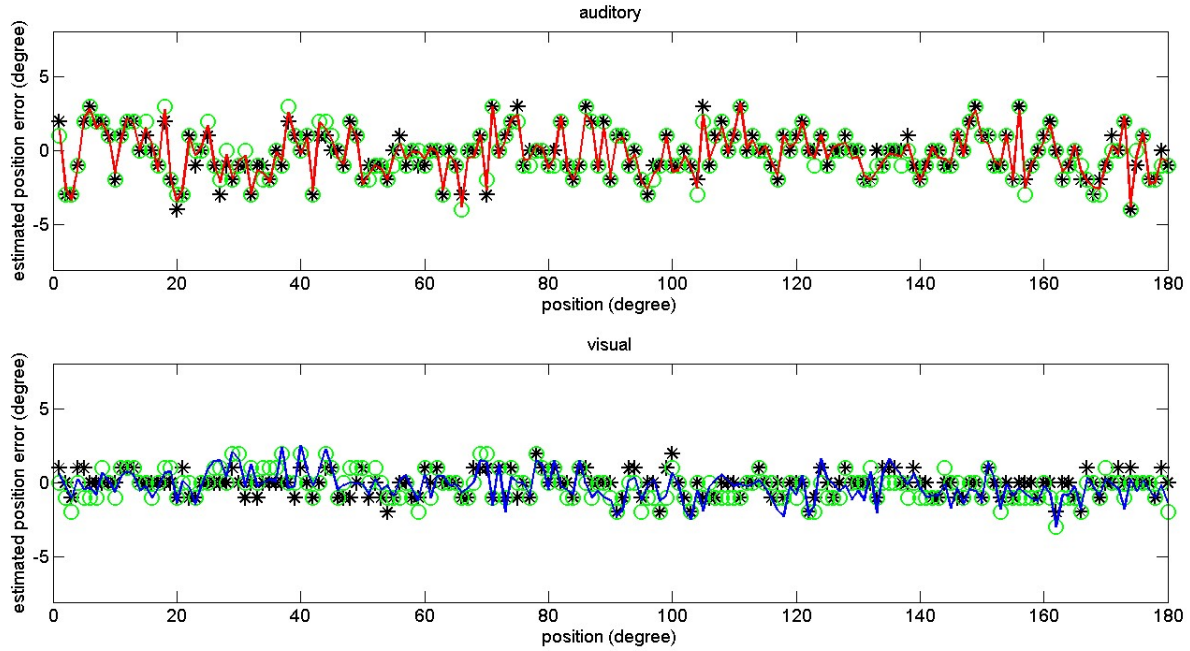 auditory
estimated position error (degree)
5
0
-5
0 20 40 60 80 100 120 140 160 180
position (degree)
visual
estimated position error (degree)
5
0
-5
0 20 40 60 80 100 120 140 160 180
position (degree)